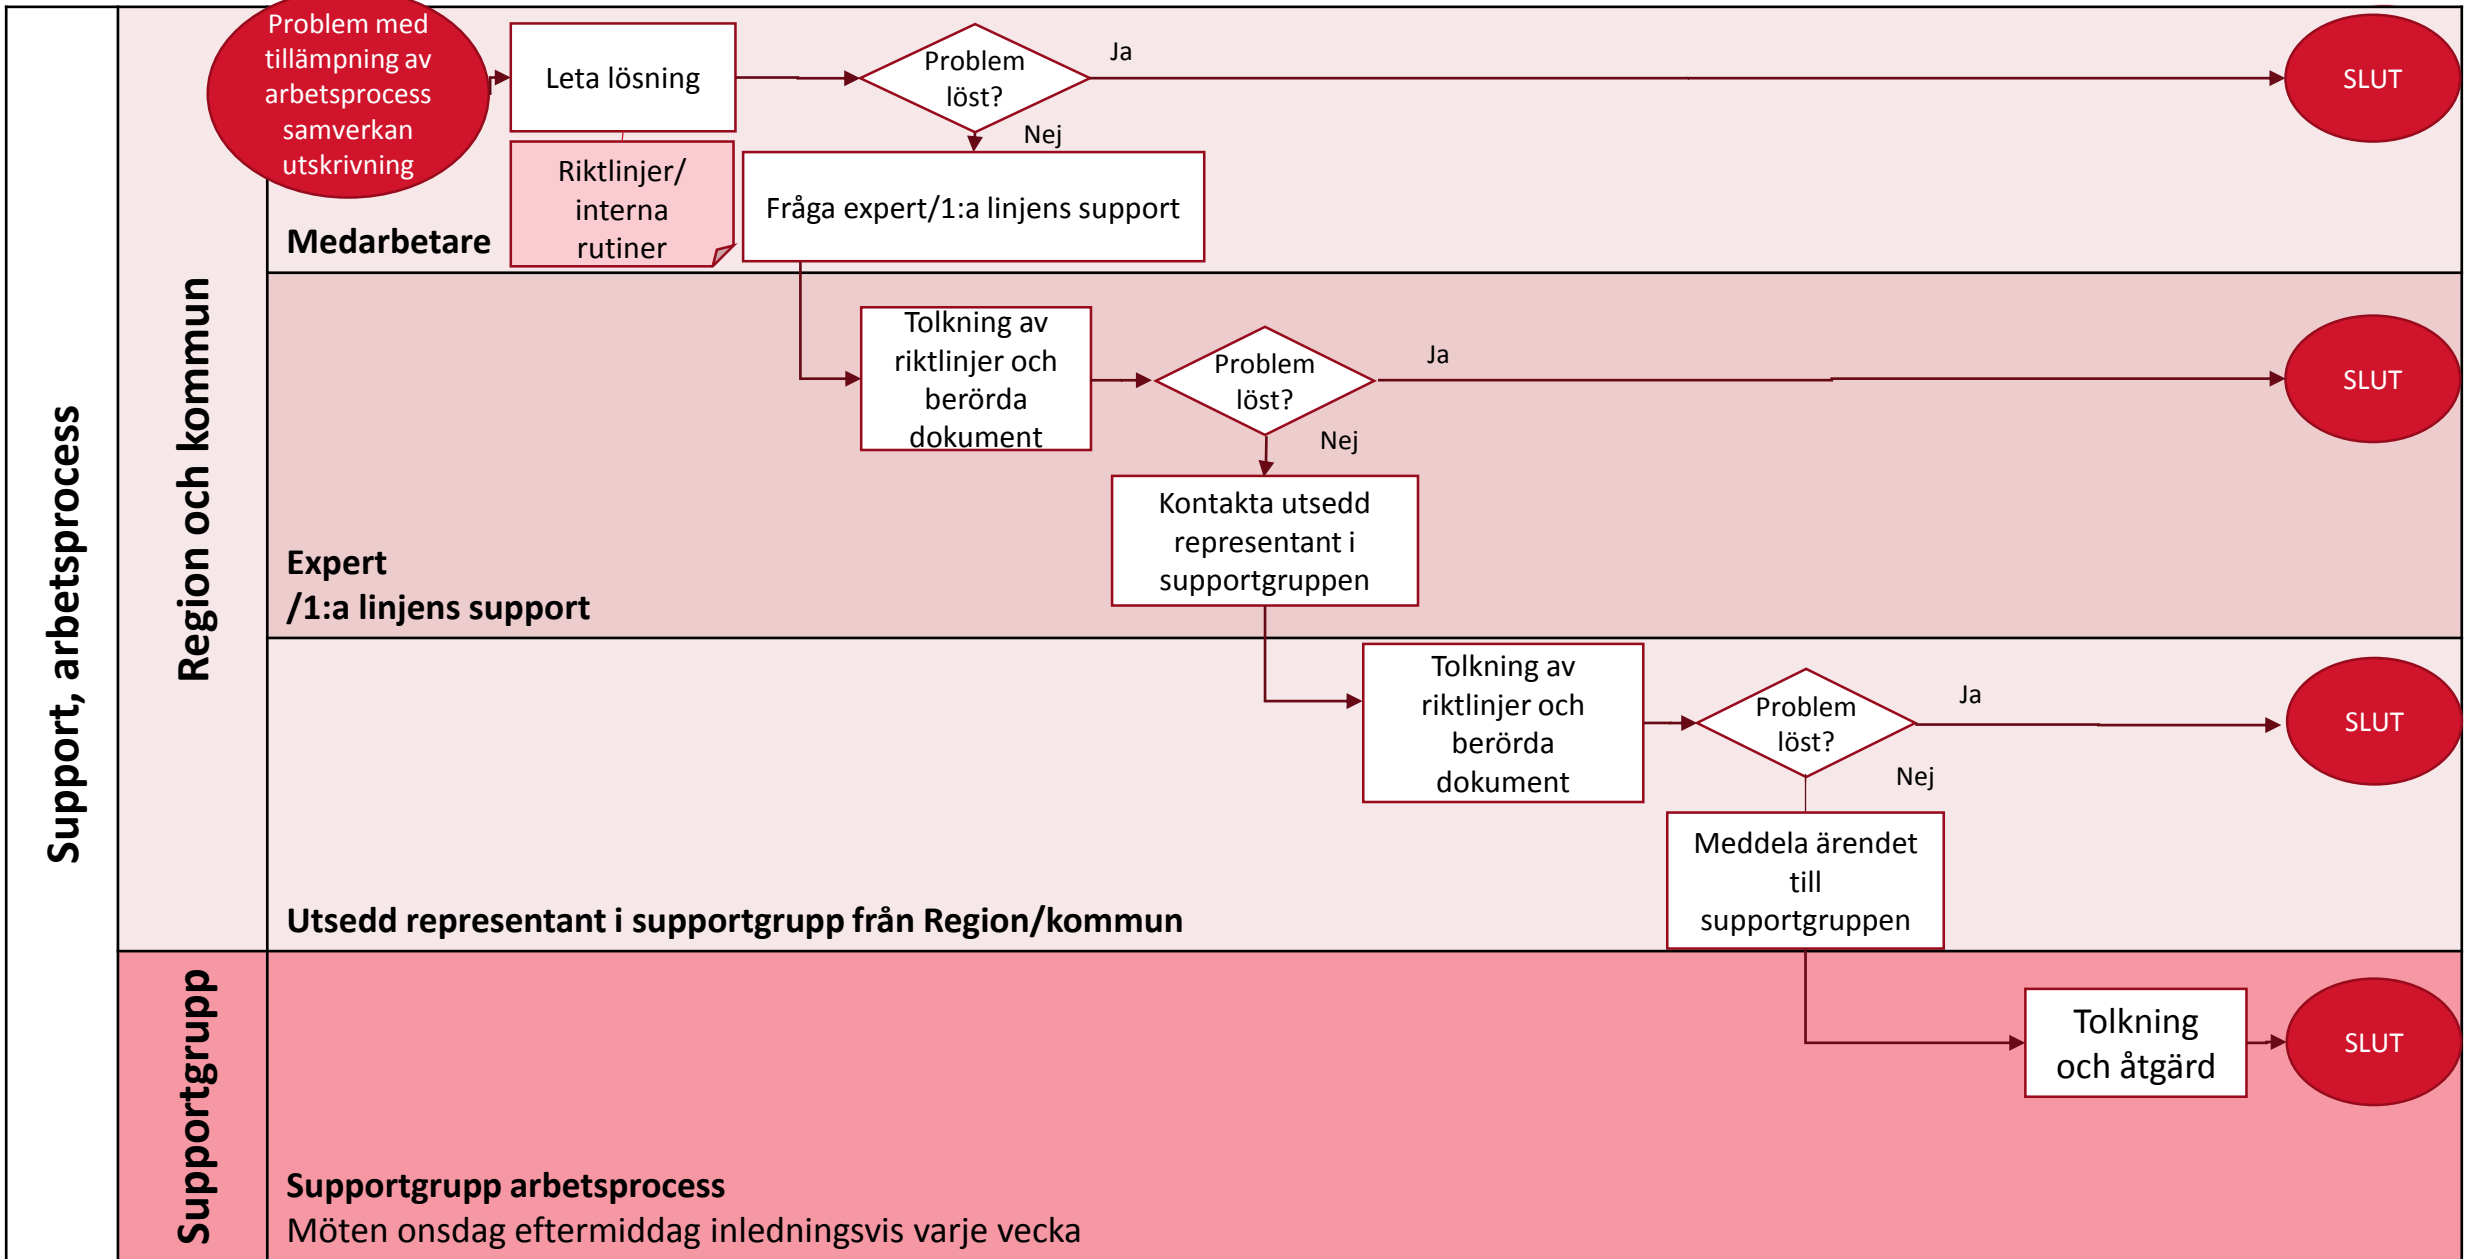 Support, arbetsprocess
Region och kommun
Problem med
tillämpning av
arbetsprocess
samverkan
utskrivning
Leta lösning
Riktlinjer/
interna
rutiner
Problem
löst?
Ja
Nej
SLUT
Fråga expert/1:a linjens support
Medarbetare
Tolkning av
riktlinjer och
berörda
dokument
Problem
löst?
Ja
Nej
SLUT
Kontakta utsedd
representant i
supportgruppen
Expert
/1:a linjens support
Tolkning av
riktlinjer och
berörda
dokument
Problem
löst?
Ja
Nej
SLUT
Meddela ärendet
till
supportgruppen
Utsedd representant i supportgrupp från Region/kommun
Supportgrupp
Tolkning
och åtgärd
SLUT
Supportgrupp arbetsprocess
Möten onsdag eftermiddag inledningsvis varje vecka